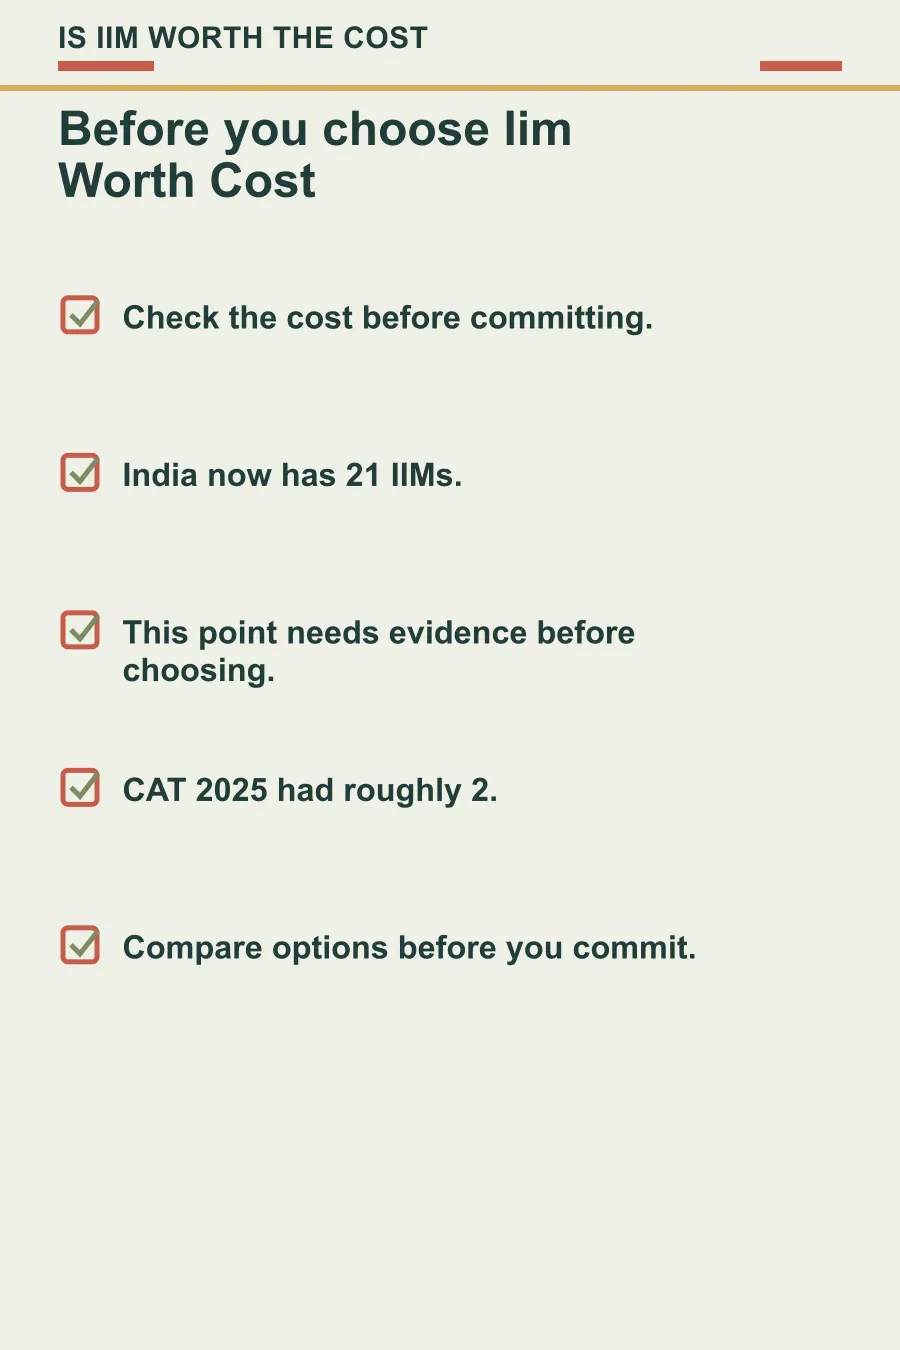 IS IIM WORTH THE COST
Before you choose Iim
Worth Cost
Check the cost before committing.
India now has 21 IIMs.
This point needs evidence before
choosing.
CAT 2025 had roughly 2.
Compare options before you commit.